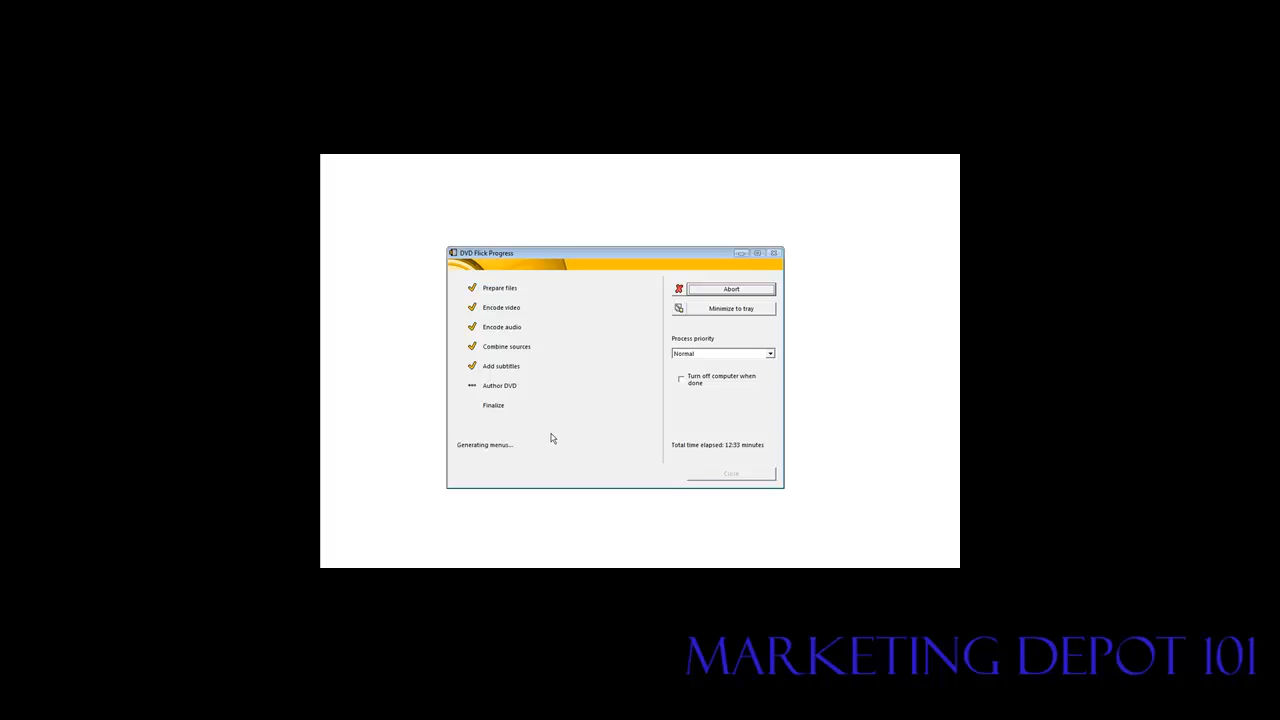 DVD Flick Progress
Prepare files
Encode video
Encode audio
Combine sources
Add subtitles
Author DVD
Finalize
Generating menus...
Abort
Minimize to tray
Process priority
Normal
Turn off computer when
done
Total time elapsed: 12:33 minutes
Close
MARKETING DEPOT 101